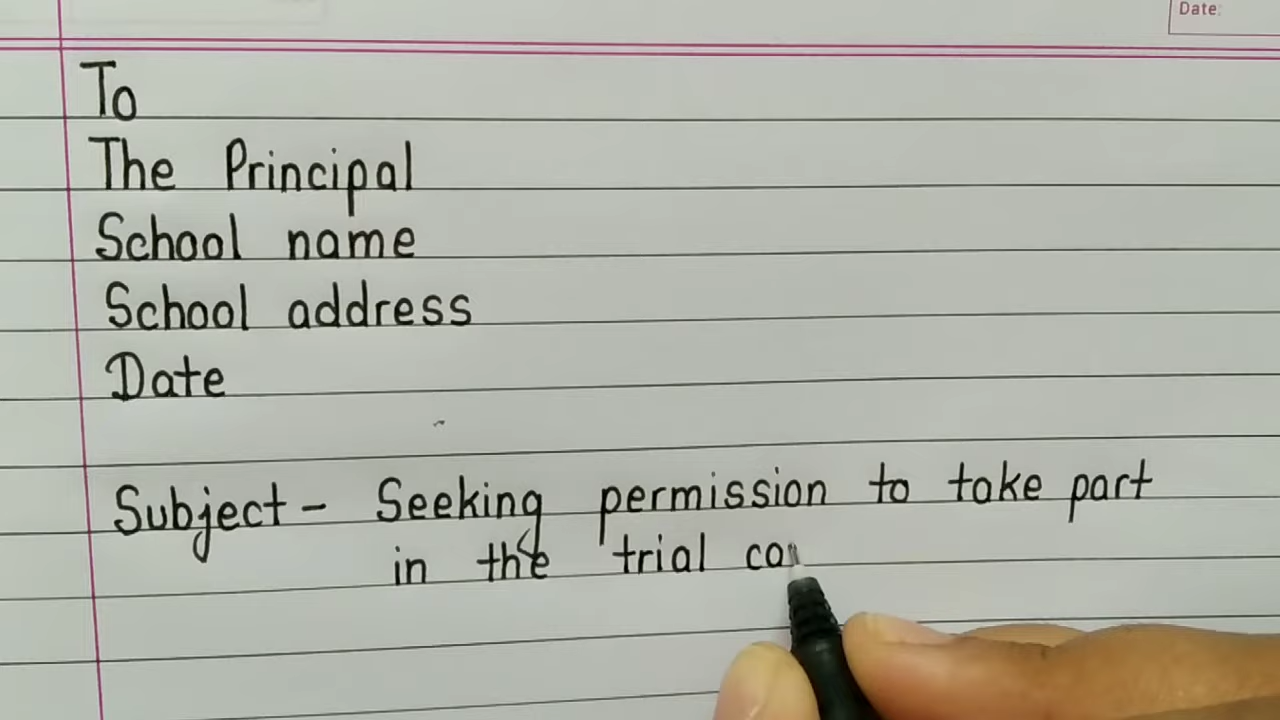 Date:
To
The Principal
School name
School address
Date
Subject - Seeking permission to take part
in the trial